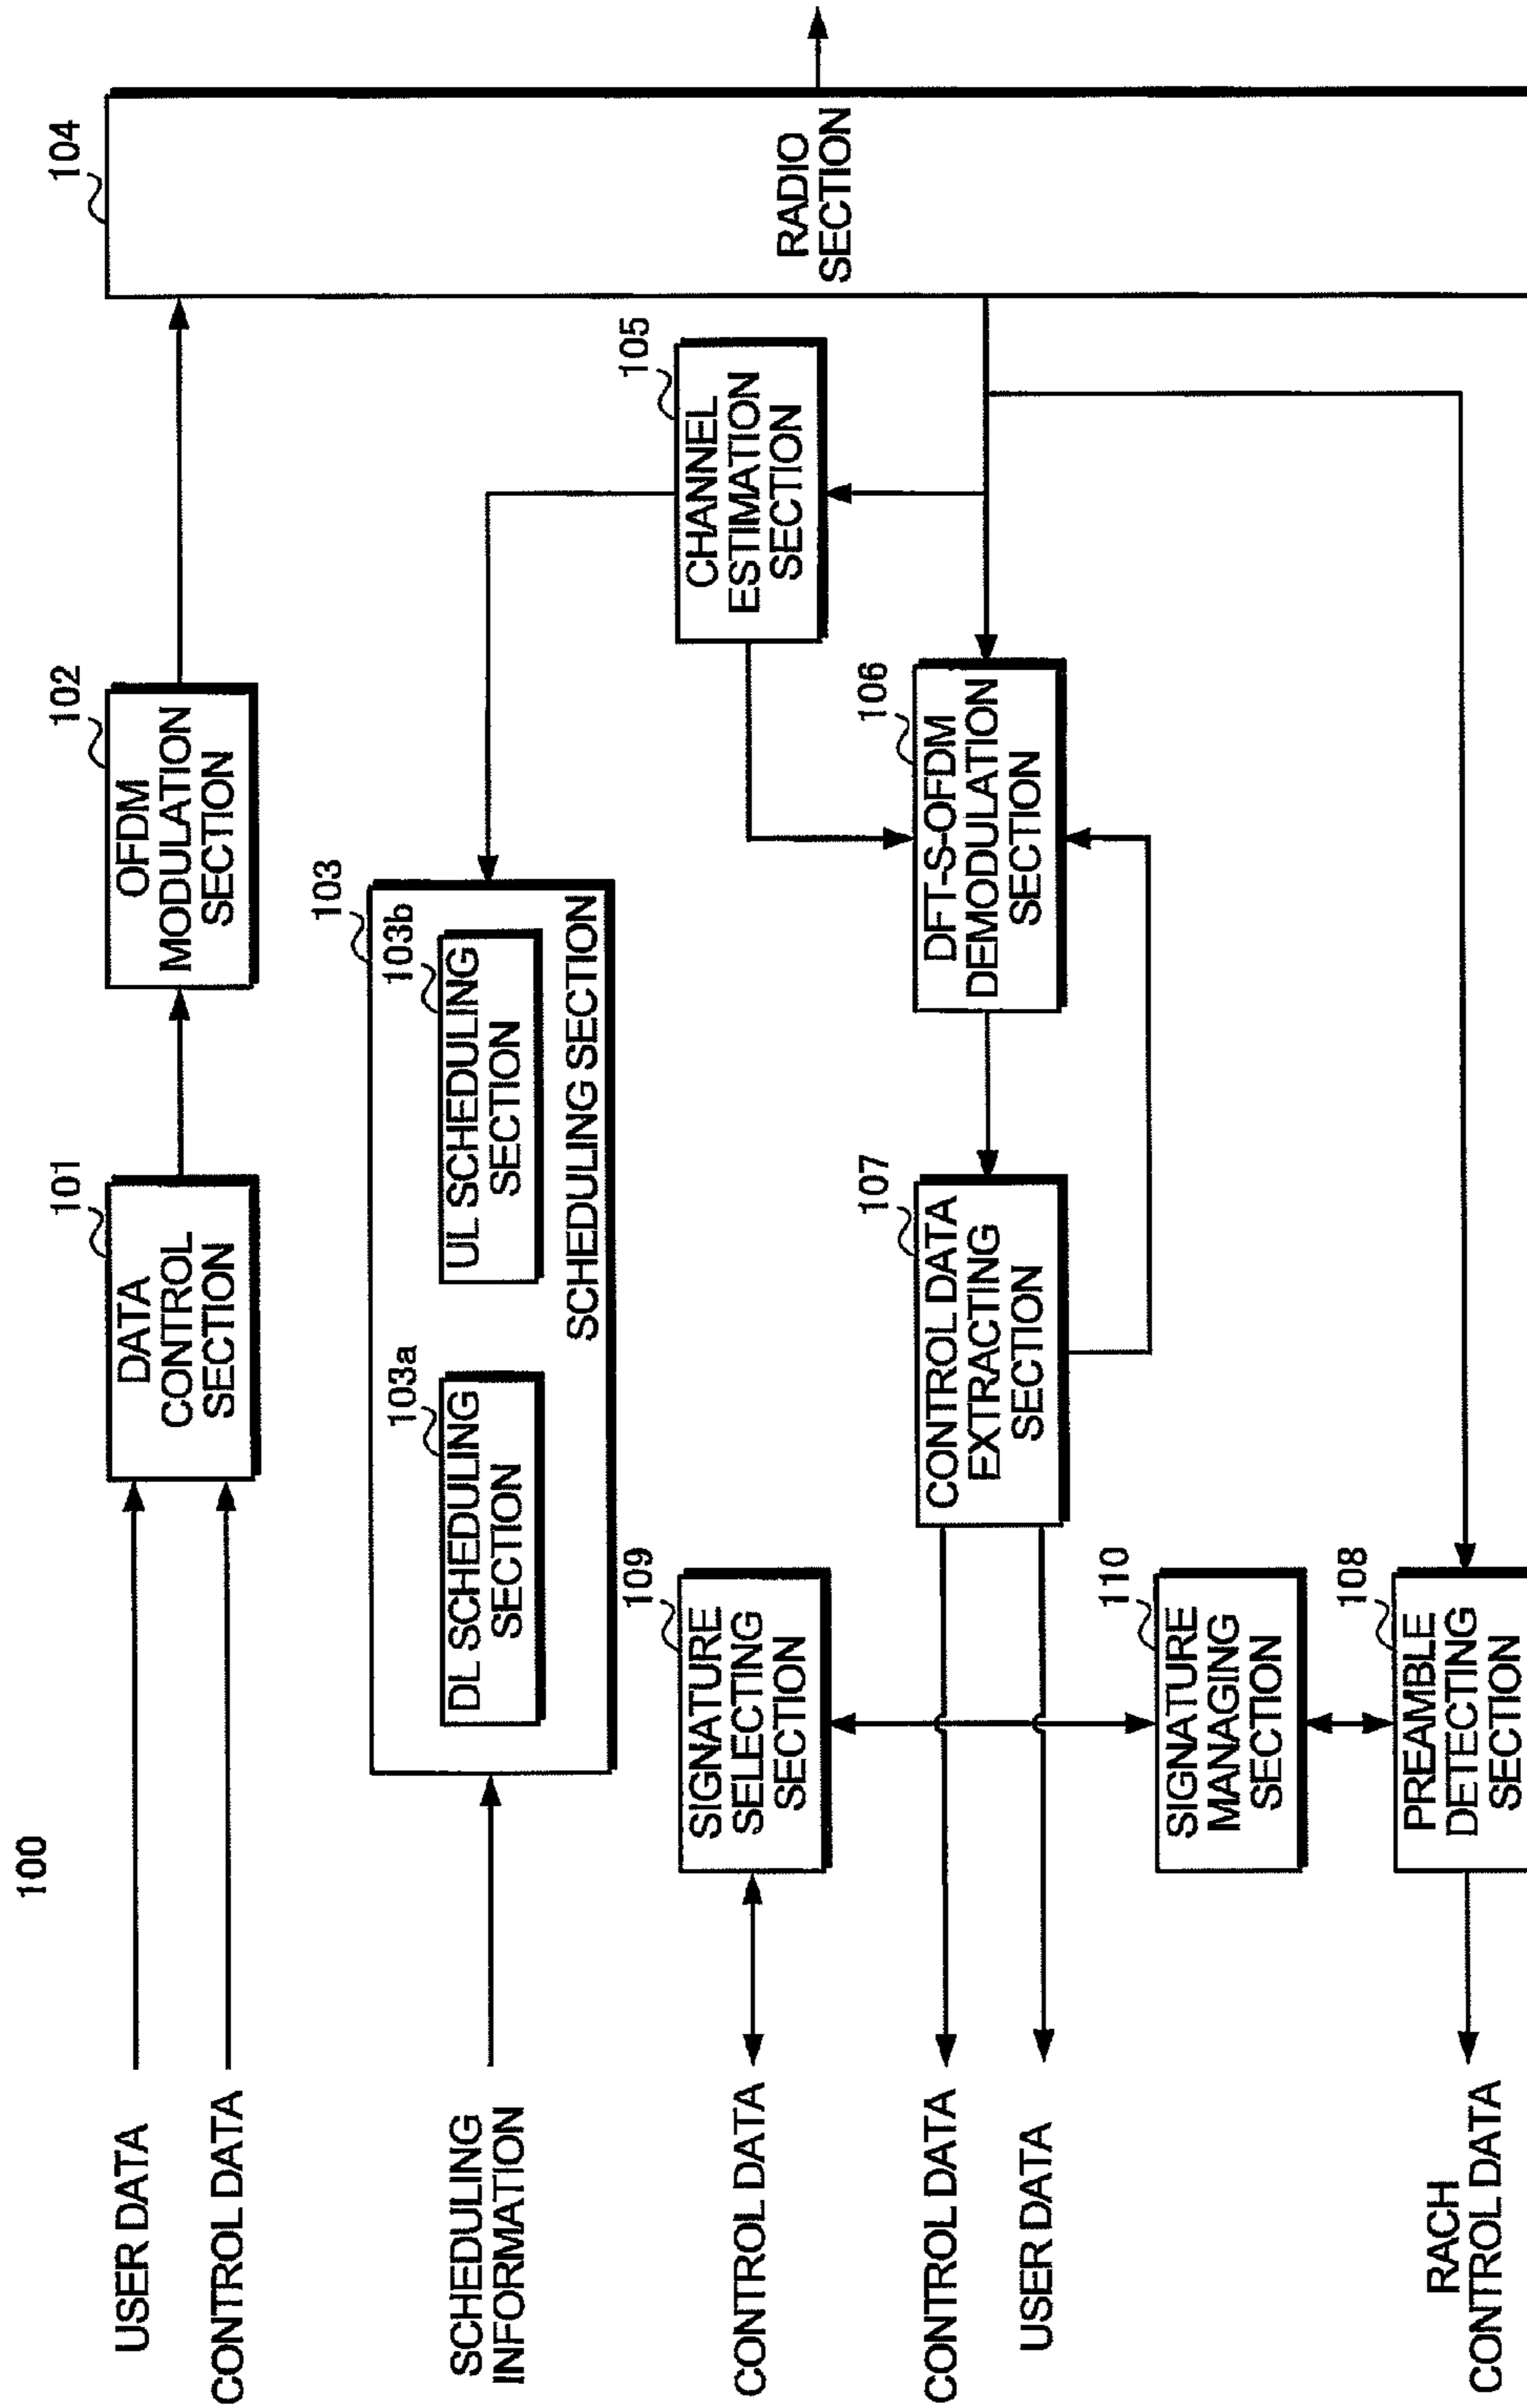 100
USER DATA
CONTROL DATA
101
DATA
CONTROL
SECTION
102
OFDM
MODULATION
SECTION
104
RADIO
SECTION
SCHEDULING
INFORMATION
103
103a
DL SCHEDULING
SECTION
103b
UL SCHEDULING
SECTION
SCHEDULING SECTION
105
CHANNEL
ESTIMATION
SECTION
CONTROL DATA
109
SIGNATURE
SELECTING
SECTION
CONTROL DATA
USER DATA
107
CONTROL DATA
EXTRACTING
SECTION
106
DFT-S-OFDM
DEMODULATION
SECTION
110
SIGNATURE
MANAGING
SECTION
RACH
CONTROL DATA
108
PREAMBLE
DETECTING
SECTION